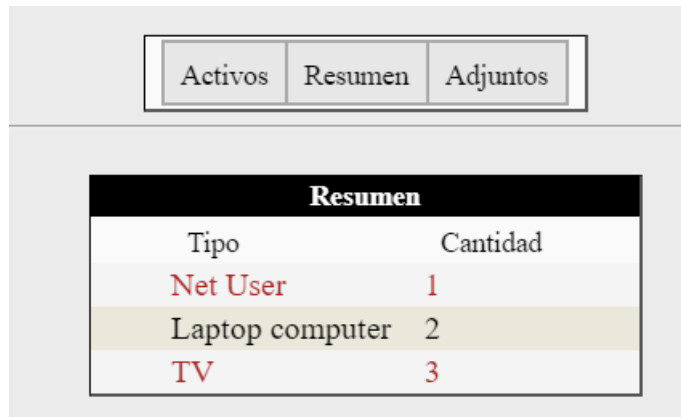 Activos Resumen Adjuntos
Resumen
Tipo Cantidad
Net User 1
Laptop computer 2
TV 3